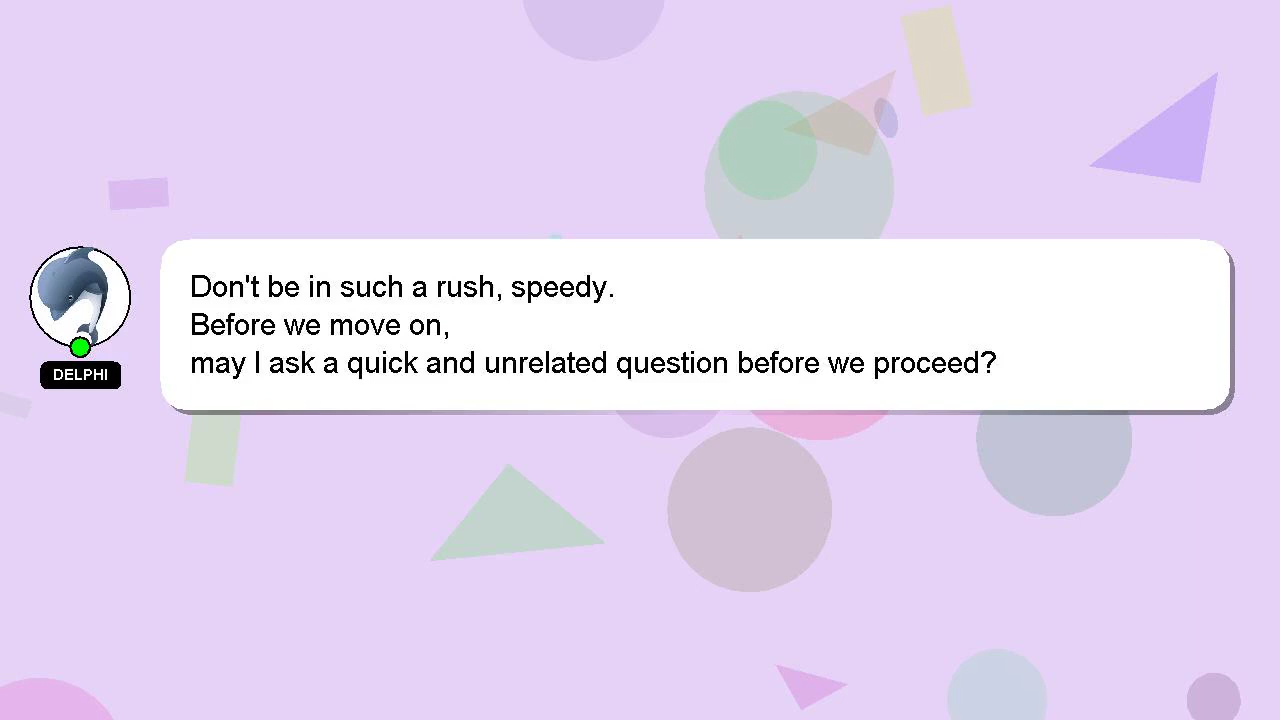 Don't be in such a rush, speedy.
Before we move on,
may I ask a quick and unrelated question before we proceed?
DELPHI